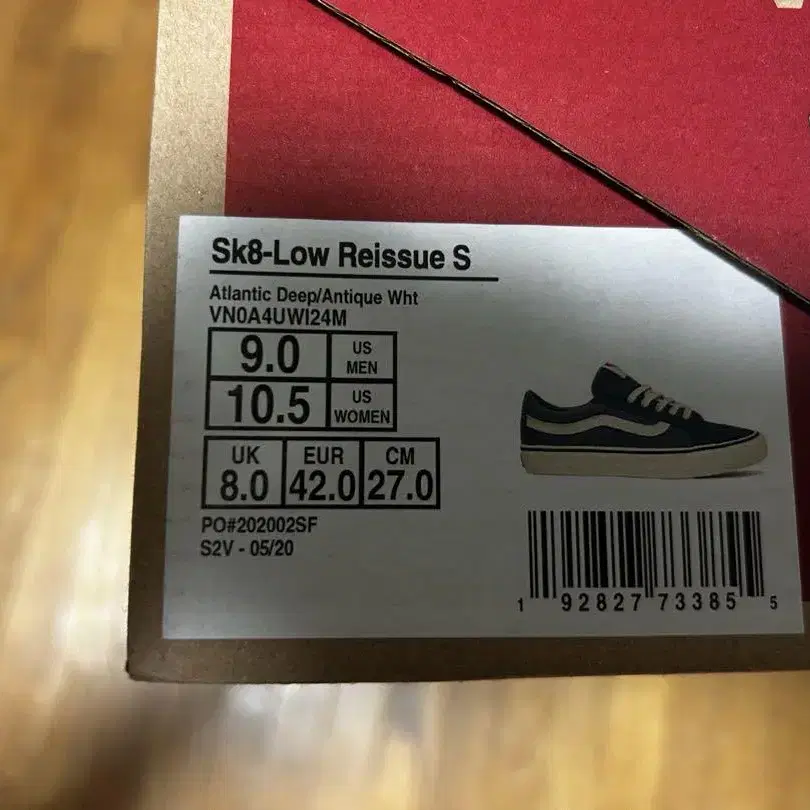 Sk8-Low Reissue S
Atlantic Deep/Antique Wht
VN0A4UWI24M
9.0 US MEN
10.5 US WOMEN
UK EUR CM
8.0 42.0 27.0
PO#202002SF
S2V - 05/20
1 92827 73385 5